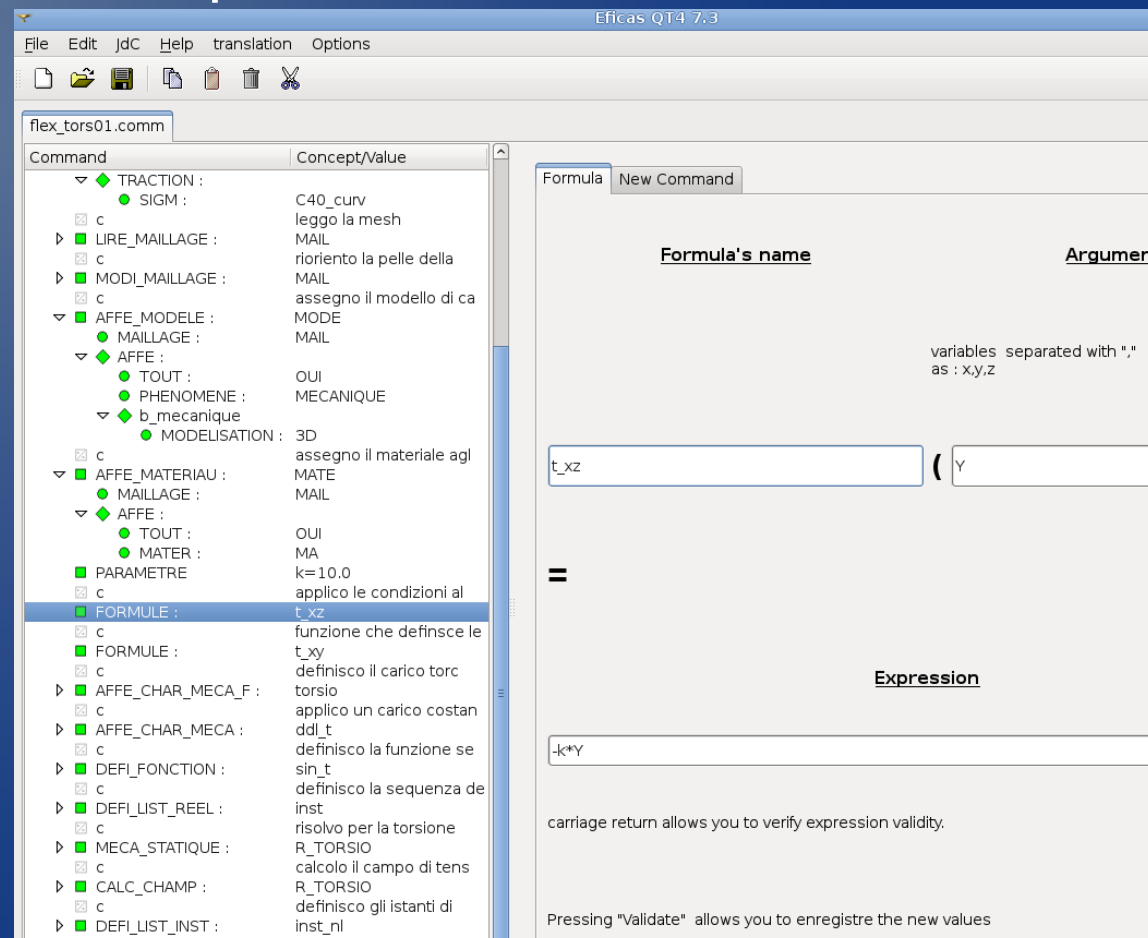 Eficas QT4 7.3
File Edit JdC Help translation Options
flex_tors01.comm
Command Concept/Value
TRACTION :
SIGM : C40_curv
c leggo la mesh
LIRE_MAILLAGE : MAIL
c rioriento la pelle della
MODI_MAILLAGE : MAIL
c assegno il modello di ca
AFFE_MODELE : MODE
MAILLAGE : MAIL
AFFE :
TOUT : OUI
PHENOMENE : MECANIQUE
b_mecanique
MODELISATION : 3D
c assegno il materiale agl
AFFE_MATERIAU : MATE
MAILLAGE : MAIL
AFFE :
TOUT : OUI
MATER : MA
PARAMETRE k=10.0
c applico le condizioni al
FORMULE : t_xz
c funzione che definsce le
FORMULE : t_xy
c definisco il carico torc
AFFE_CHAR_MECA_F : torsio
c applico un carico costan
AFFE_CHAR_MECA : ddl_t
c definisco la funzione se
DEFI_FONCTION : sin_t
c definisco la sequenza de
DEFI_LIST_REEL : inst
c risolvo per la torsione
MECA_STATIQUE : R_TORSIO
c calcolo il campo di tens
CALC_CHAMP : R_TORSIO
c definisco gli istanti di
DEFI_LIST_INST : inst_nl
Formula New Command
Formula's name Argumen
variables separated with ","
as : x,y,z
t_xz ( Y
=
Expression
-k*Y
carriage return allows you to verify expression validity.
Pressing "Validate" allows you to enregistre the new values